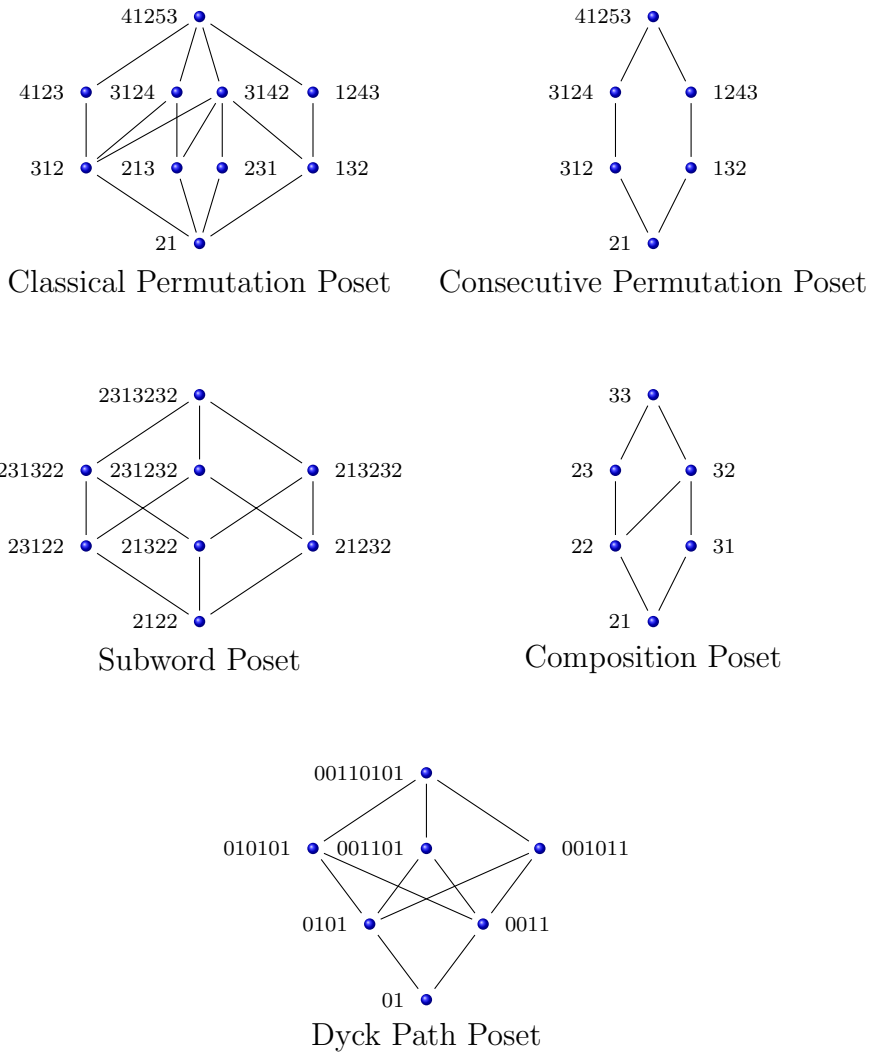 41253 41253
4123 3124 3142 1243 3124 1243
312 213 231 132 312 132
21 21
Classical Permutation Poset Consecutive Permutation Poset
2313232 33
231322 231232 213232 23 32
23122 21322 21232 22 31
2122 21
Subword Poset Composition Poset
00110101
010101 001101 001011
0101 0011
01
Dyck Path Poset